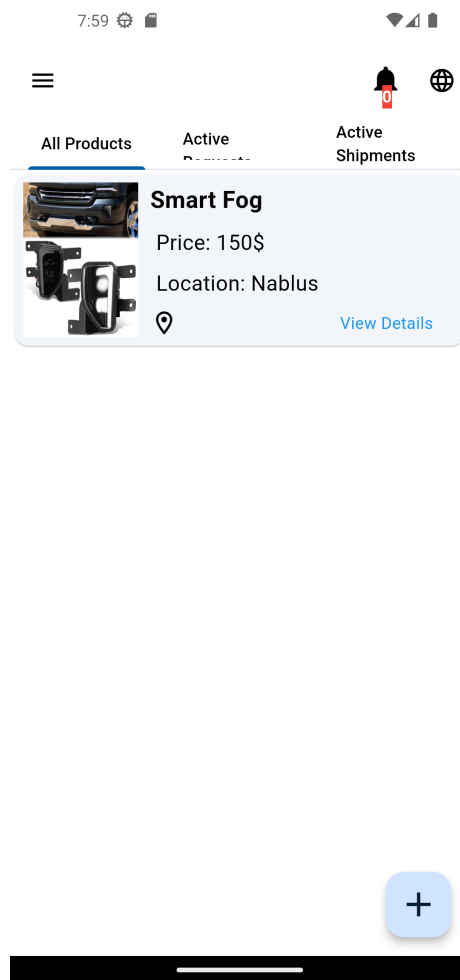 7:59
0
All Products
Active
Active
Shipments
Smart Fog
Price: 150$
Location: Nablus
View Details